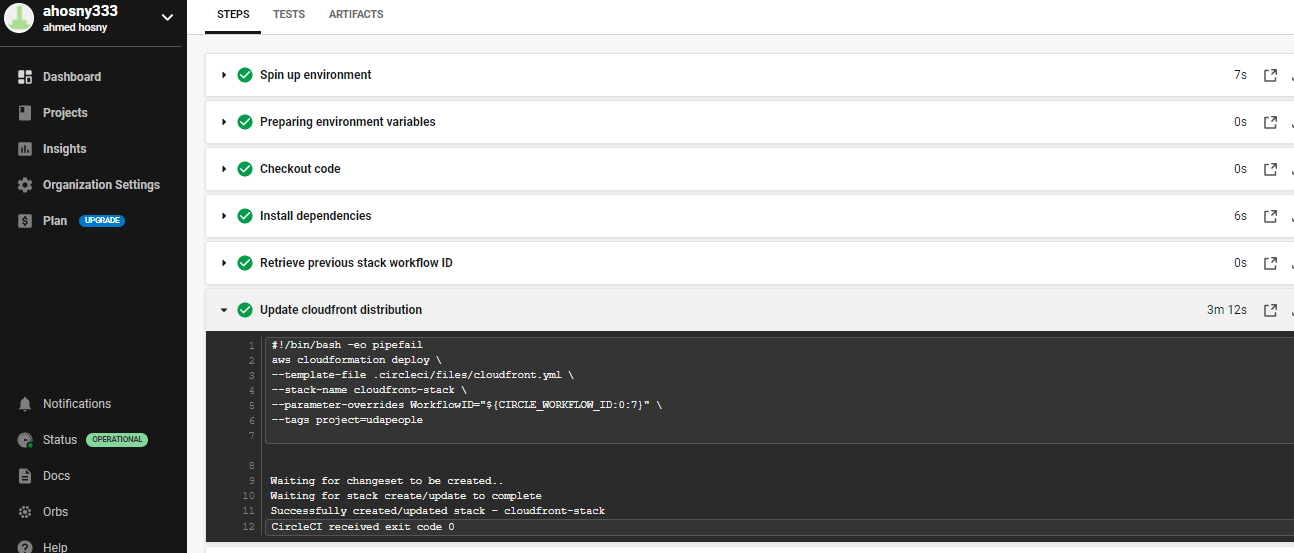 ahosny333
ahmed hosny
Dashboard
Projects
Insights
Organization Settings
Plan UPGRADE
Notifications
Status OPERATIONAL
Docs
Orbs
Help
STEPS TESTS ARTIFACTS
Spin up environment 7s
Preparing environment variables 0s
Checkout code 0s
Install dependencies 6s
Retrieve previous stack workflow ID 0s
Update cloudfront distribution 3m 12s
1 #!/bin/bash -eo pipefail
2 aws cloudformation deploy \
3 --template-file .circleci/files/cloudfront.yml \
4 --stack-name cloudfront-stack \
5 --parameter-overrides WorkflowID="${CIRCLE_WORKFLOW_ID:0:7}" \
6 --tags project=udapeople
7
8
9 Waiting for changeset to be created..
10 Waiting for stack create/update to complete
11 Successfully created/updated stack - cloudfront-stack
12 CircleCI received exit code 0